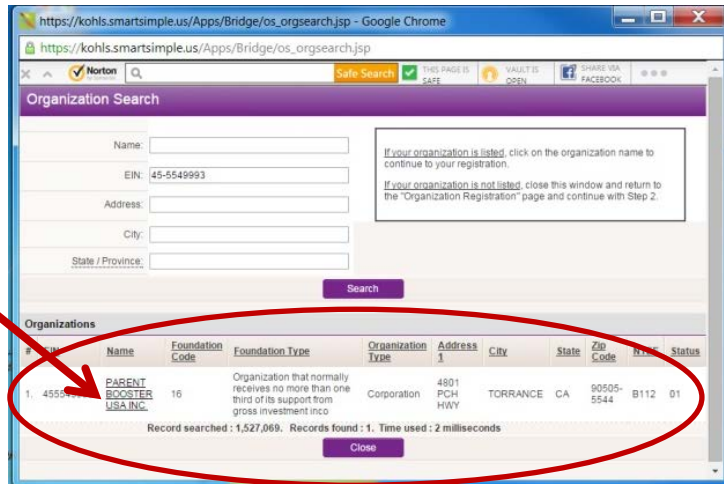 https://kohls.smartsimple.us/Apps/Bridge/os_orgsearch.jsp - Google Chrome
https://kohls.smartsimple.us/Apps/Bridge/os_orgsearch.jsp
Norton Safe Search THIS PAGE IS SAFE VAULT IS OPEN SHARE VIA FACEBOOK
Organization Search
Name:
EIN: 45-5549993
Address:
City:
State / Province:
If your organization is listed, click on the organization name to
continue to your registration.
If your organization is not listed, close this window and return to
the "Organization Registration" page and continue with Step 2.
Search
Organizations
# Name Foundation Code Foundation Type Organization Type Address 1 City State Zip Code Status
1. PARENT BOOSTER USA INC. 16 Organization that normally receives no more than one third of its support from gross investment inco Corporation 4801 PCH HWY TORRANCE CA 90505-5544 B112 01
Record searched : 1,527,069. Records found : 1. Time used : 2 milliseconds
Close